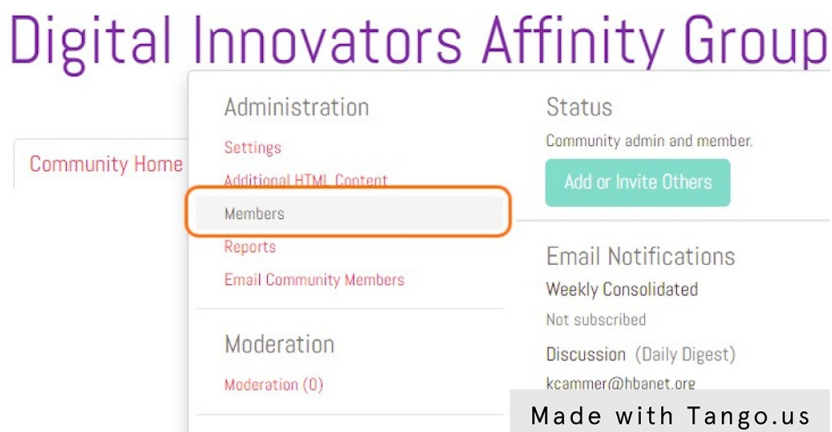 Digital Innovators Affinity Group
Community Home
Administration
Settings
Additional HTML Content
Members
Reports
Email Community Members
Moderation
Moderation (0)
Status
Community admin and member.
Add or Invite Others
Email Notifications
Weekly Consolidated
Not subscribed
Discussion (Daily Digest)
kcammer@hbanet.org
Made with Tango.us